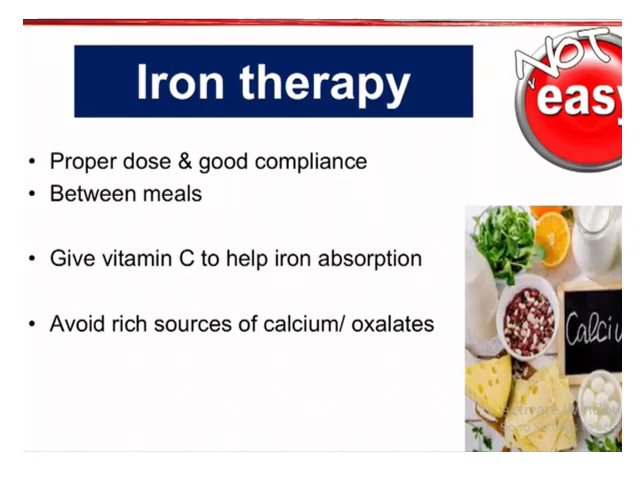 Iron therapy
NOT
easy
• Proper dose & good compliance
• Between meals
• Give vitamin C to help iron absorption
• Avoid rich sources of calcium/ oxalates
Calciu